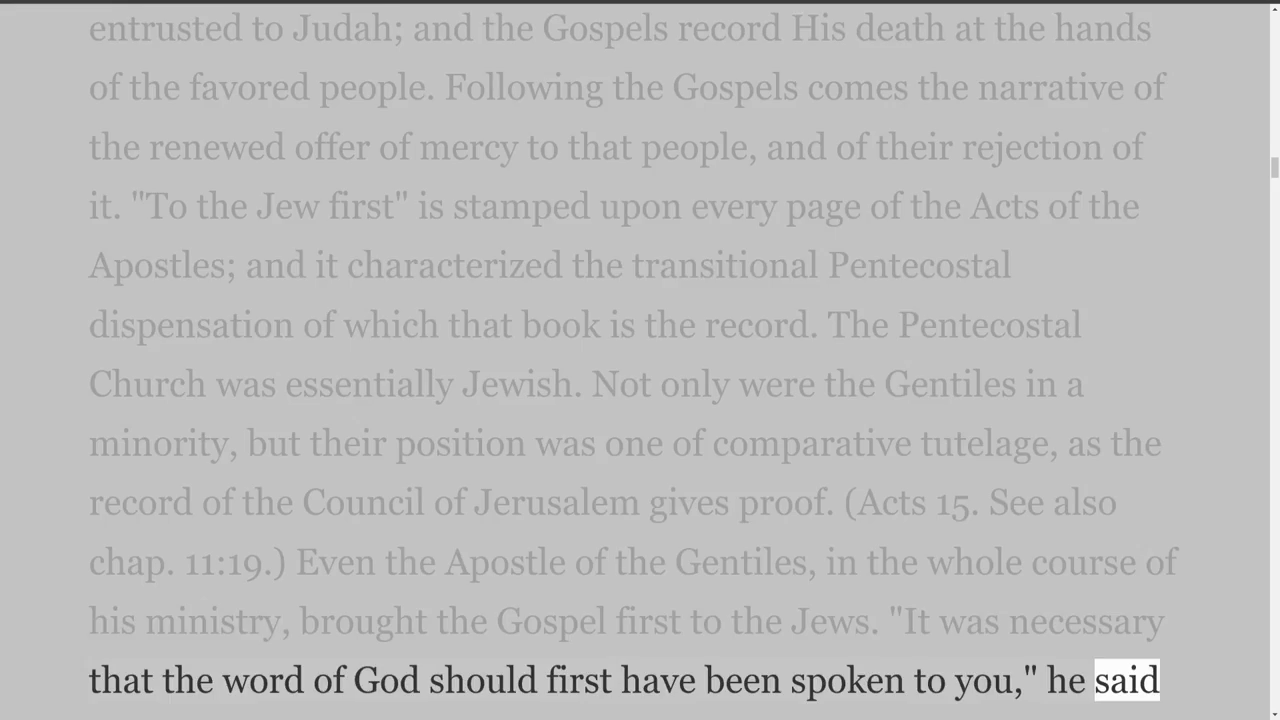 entrusted to Judah; and the Gospels record His death at the hands
of the favored people. Following the Gospels comes the narrative of
the renewed offer of mercy to that people, and of their rejection of
it. "To the Jew first" is stamped upon every page of the Acts of the
Apostles; and it characterized the transitional Pentecostal
dispensation of which that book is the record. The Pentecostal
Church was essentially Jewish. Not only were the Gentiles in a
minority, but their position was one of comparative tutelage, as the
record of the Council of Jerusalem gives proof. (Acts 15. See also
chap. 11:19.) Even the Apostle of the Gentiles, in the whole course of
his ministry, brought the Gospel first to the Jews. "It was necessary
that the word of God should first have been spoken to you," he said